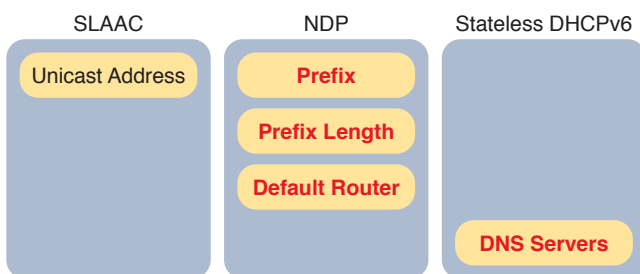 SLAAC
NDP
Stateless DHCPv6
Unicast Address
Prefix
Prefix Length
Default Router
DNS Servers